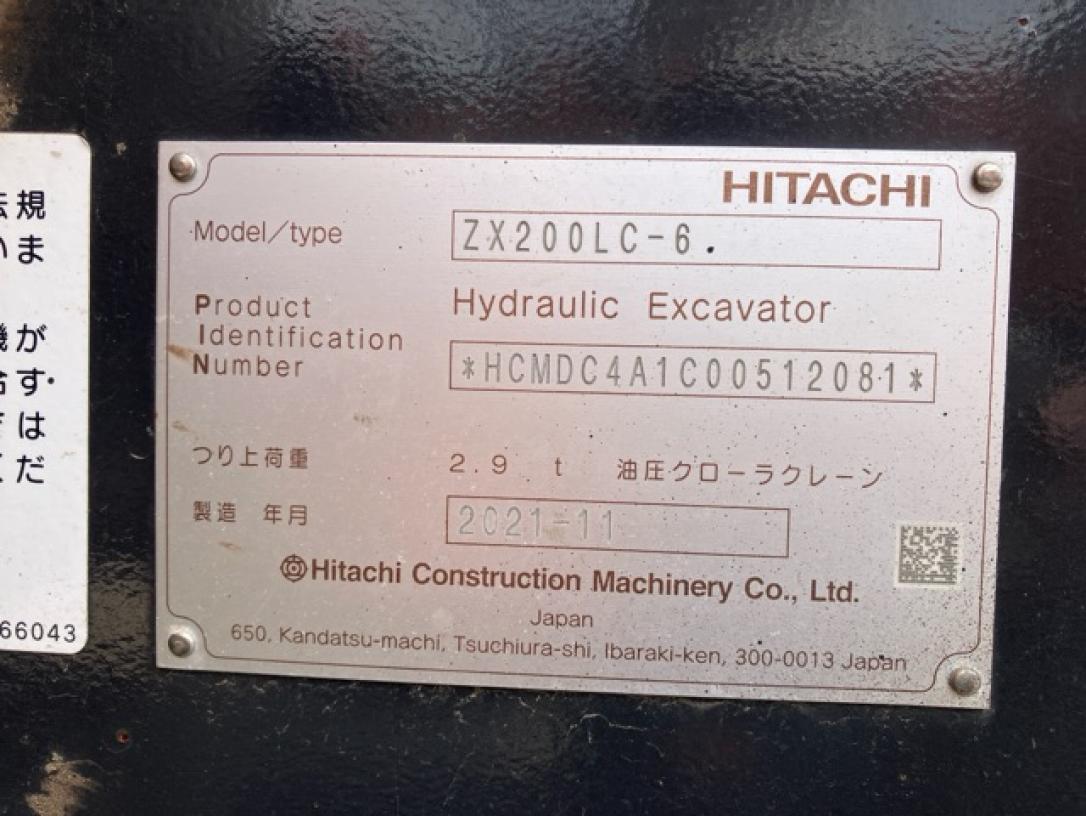 HITACHI
Model/type ZX200LC-6.
Product Identification Number
Hydraulic Excavator
*HCMDC4A1C00512081*
つり上荷重 2.9 t 油圧クローラクレーン
製造 年月 2021-11
Hitachi Construction Machinery Co., Ltd.
Japan
650, Kandatsu-machi, Tsuchiura-shi, Ibaraki-ken, 300-0013 Japan
規
いま
機が
す
は
くだ
66043